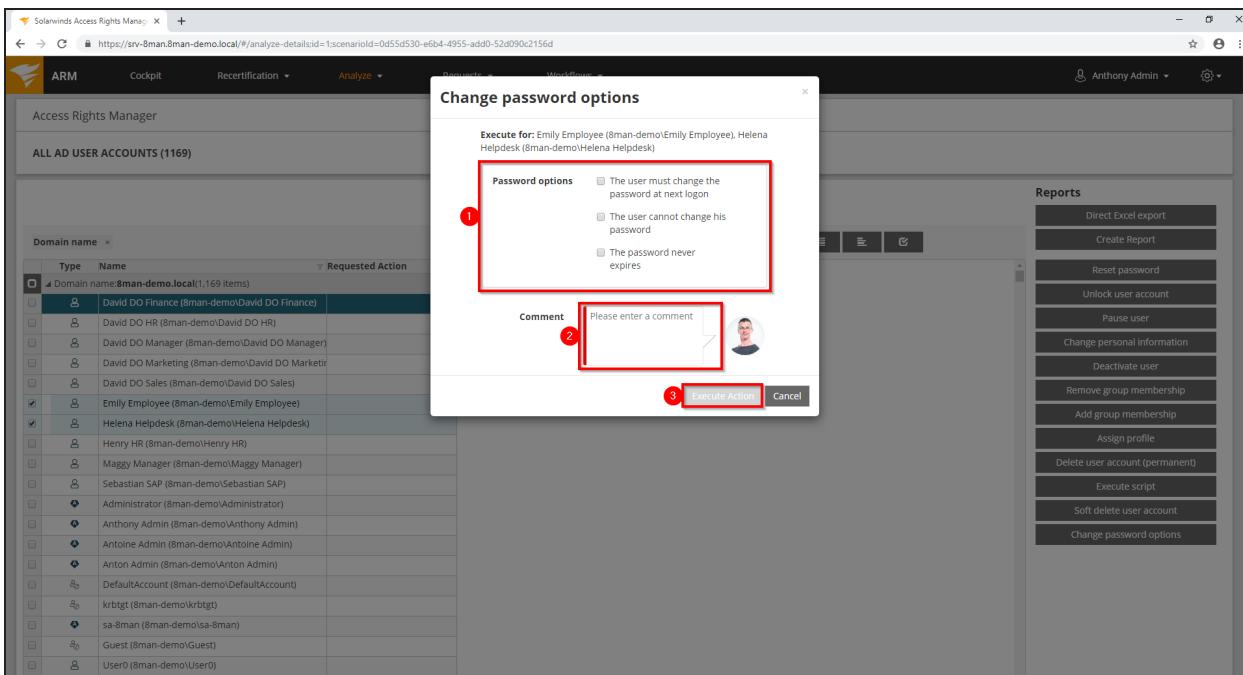 Solarwinds Access Rights Manag
https://srv-8man.8man-demo.local/#/analyze-details;id=1;scenarioId=0d55d530-e6b4-4955-add0-52d090c2156d
ARM Cockpit Recertification Analyze Requests Workflows Anthony Admin
Access Rights Manager
ALL AD USER ACCOUNTS (1169)
Domain name ×
Type Name Requested Action
Domain name:8man-demo.local(1,169 items)
David DO Finance (8man-demo\David DO Finance)
David DO HR (8man-demo\David DO HR)
David DO Manager (8man-demo\David DO Manager)
David DO Marketing (8man-demo\David DO Marketin
David DO Sales (8man-demo\David DO Sales)
Emily Employee (8man-demo\Emily Employee)
Helena Helpdesk (8man-demo\Helena Helpdesk)
Henry HR (8man-demo\Henry HR)
Maggy Manager (8man-demo\Maggy Manager)
Sebastian SAP (8man-demo\Sebastian SAP)
Administrator (8man-demo\Administrator)
Anthony Admin (8man-demo\Anthony Admin)
Antoine Admin (8man-demo\Antoine Admin)
Anton Admin (8man-demo\Anton Admin)
DefaultAccount (8man-demo\DefaultAccount)
krbtgt (8man-demo\krbtgt)
sa-8man (8man-demo\sa-8man)
Guest (8man-demo\Guest)
User0 (8man-demo\User0)
Change password options ×
Execute for: Emily Employee (8man-demo\Emily Employee), Helena
Helpdesk (8man-demo\Helena Helpdesk)
1
Password options
The user must change the
password at next logon
The user cannot change his
password
The password never
expires
2
Comment
Please enter a comment
3
Execute Action Cancel
Reports
Direct Excel export
Create Report
Reset password
Unlock user account
Pause user
Change personal information
Deactivate user
Remove group membership
Add group membership
Assign profile
Delete user account (permanent)
Execute script
Soft delete user account
Change password options